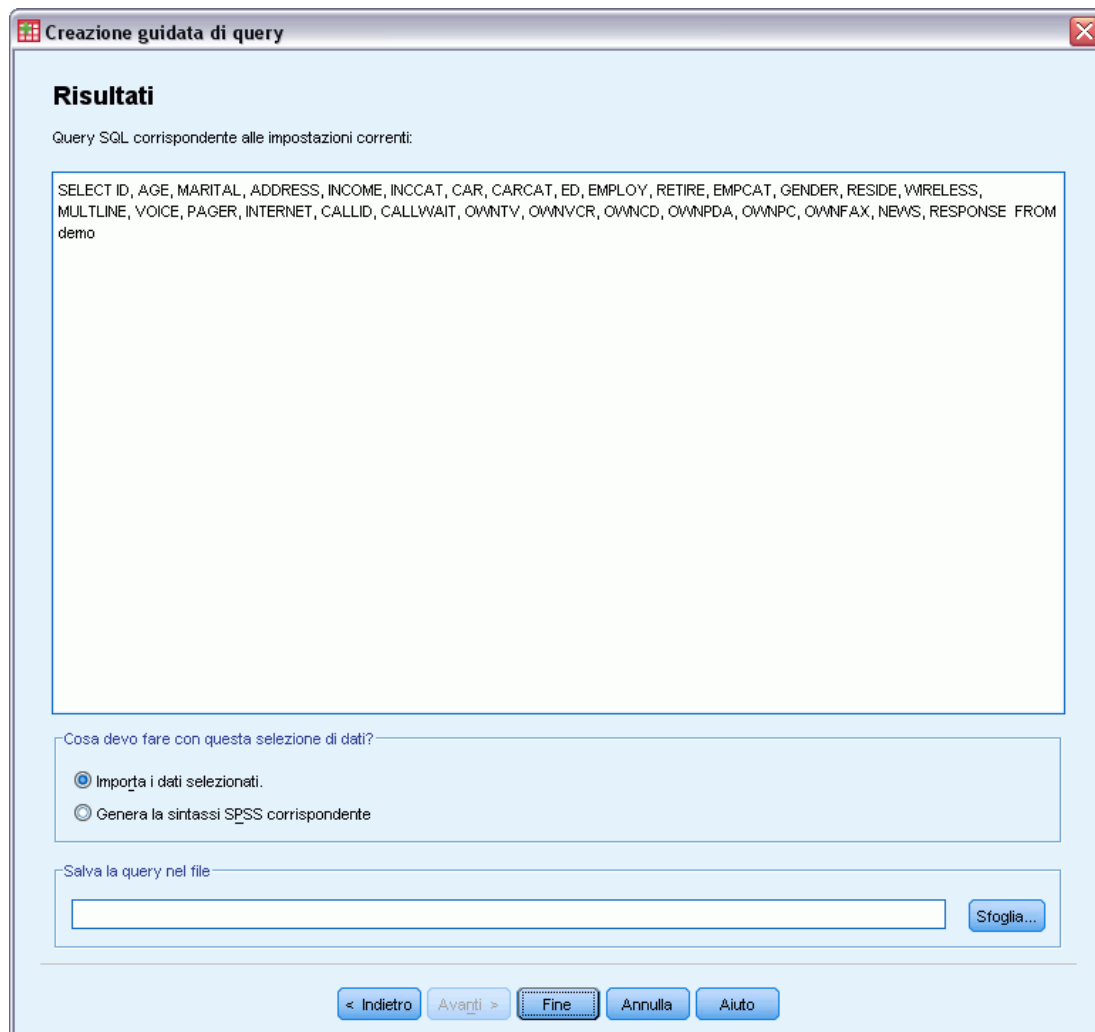 Creazione guidata di query
Risultati
Query SQL corrispondente alle impostazioni correnti:
SELECT ID, AGE, MARITAL, ADDRESS, INCOME, INCCAT, CAR, CARCAT, ED, EMPLOY, RETIRE, EMPCAT, GENDER, RESIDE, WIRELESS,
MULTLINE, VOICE, PAGER, INTERNET, CALLID, CALLWAIT, OWNTV, OWNVCR, OWNCD, OWNPDA, OWNPC, OWNFAX, NEWS, RESPONSE FROM
demo
Cosa devo fare con questa selezione di dati?
Importa i dati selezionati.
Genera la sintassi SPSS corrispondente
Salva la query nel file
Sfoglia...
< Indietro Avanti > Fine Annulla Aiuto